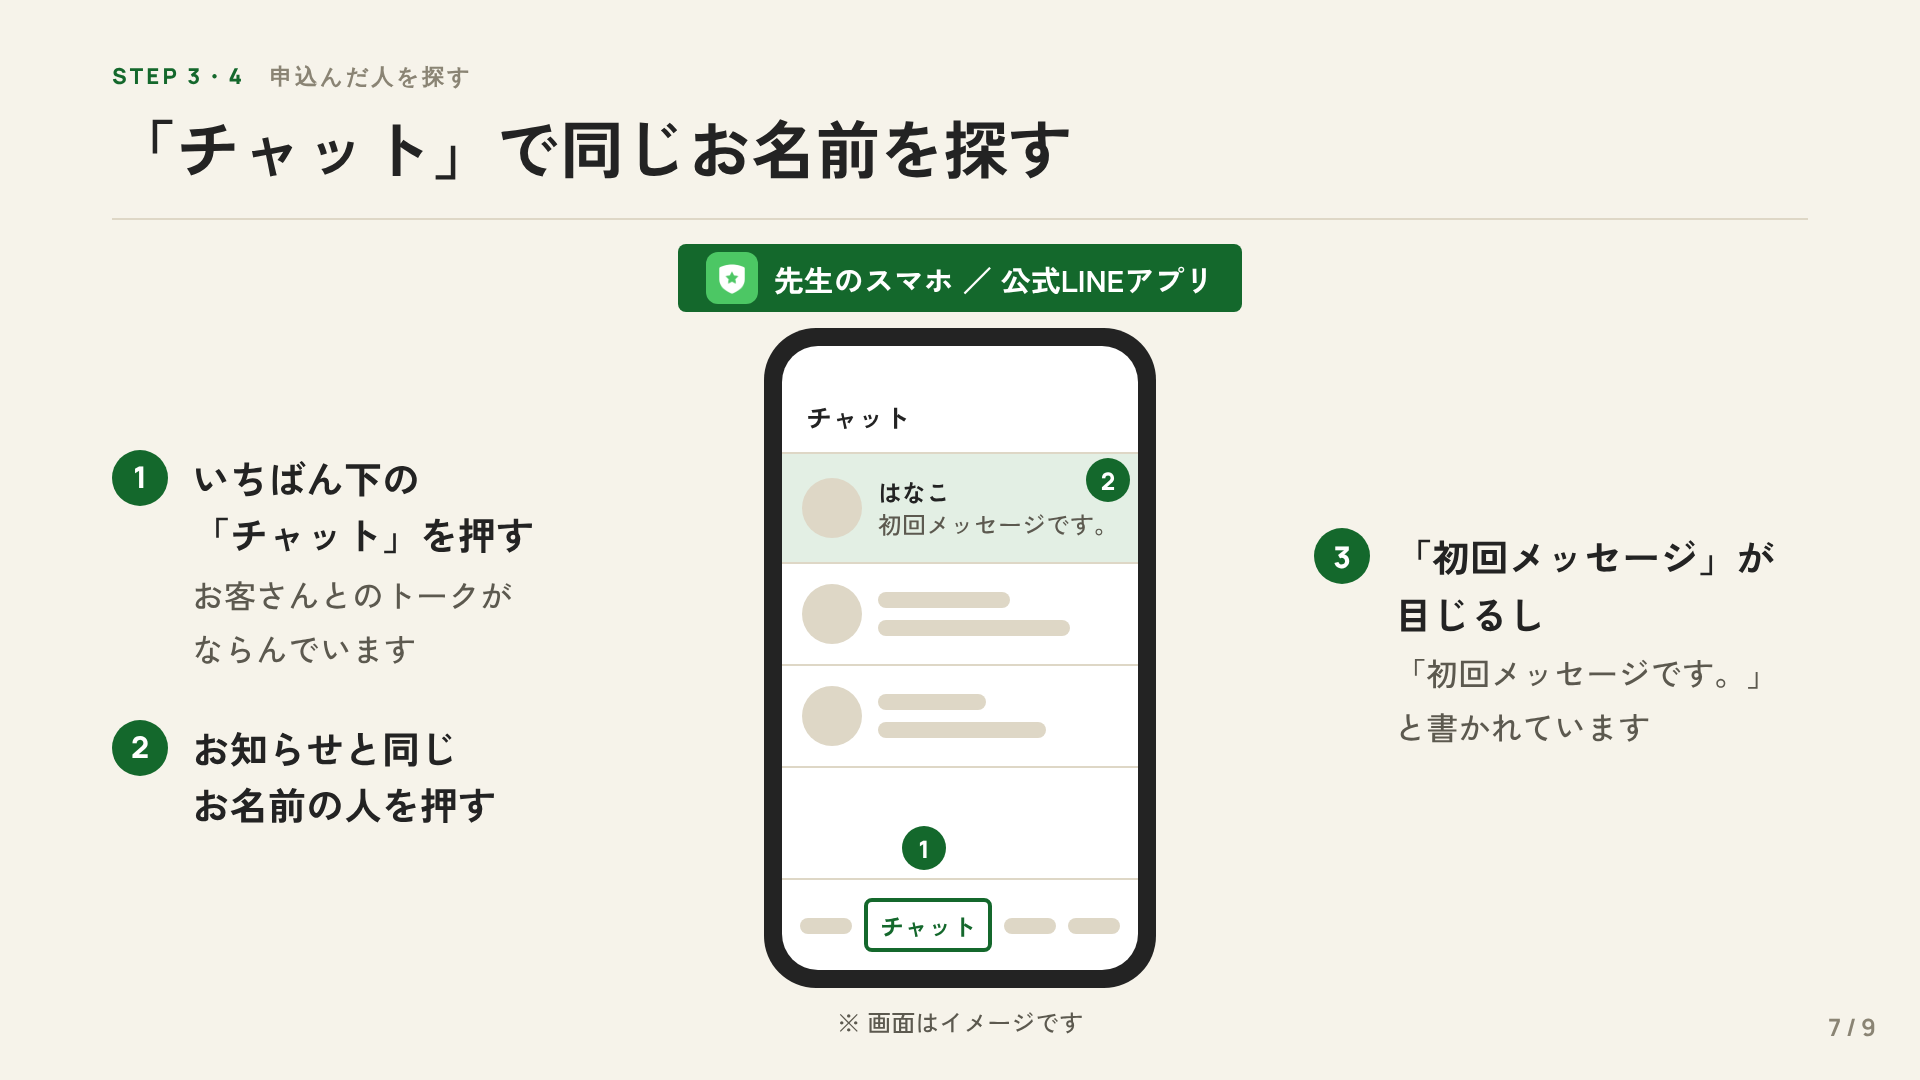 STEP 3・4 申込んだ人を探す
「チャット」で同じお名前を探す
先生のスマホ ／ 公式LINEアプリ
1
いちばん下の
「チャット」を押す
お客さんとのトークが
ならんでいます
2
お知らせと同じ
お名前の人を押す
チャット
はなこ
2
初回メッセージです。
1
チャット
3
「初回メッセージ」が
目じるし
「初回メッセージです。」
と書かれています
※ 画面はイメージです
7 / 9